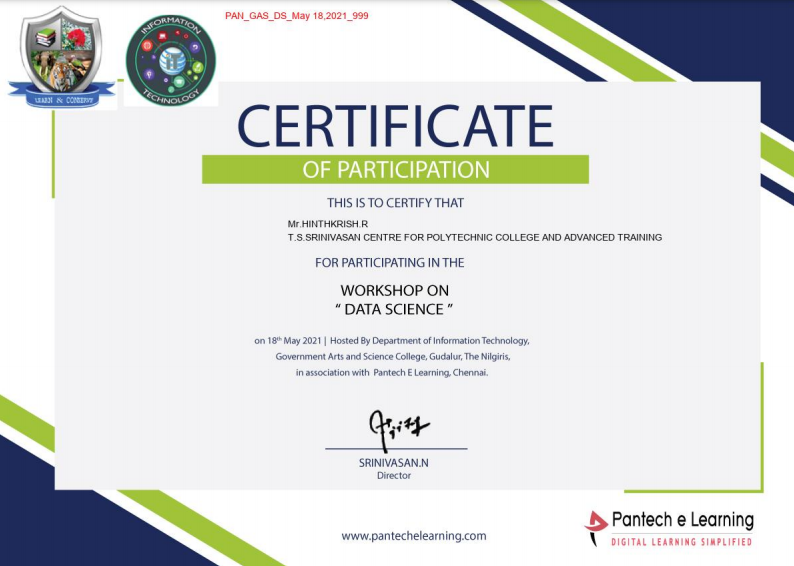 PAN_GAS_DS_May 18,2021_999
INFORMATION
TECHNOLOGY
LEARN & CONSERVE
CERTIFICATE
OF PARTICIPATION
THIS IS TO CERTIFY THAT
Mr.HINTHKRISH.R
T.S.SRINIVASAN CENTRE FOR POLYTECHNIC COLLEGE AND ADVANCED TRAINING
FOR PARTICIPATING IN THE
WORKSHOP ON
“ DATA SCIENCE ”
on 18th May 2021 | Hosted By Department of Information Technology,
Government Arts and Science College, Gudalur, The Nilgiris,
in association with Pantech E Learning, Chennai.
SRINIVASAN.N
Director
www.pantechelearning.com
Pantech e Learning
DIGITAL LEARNING SIMPLIFIED